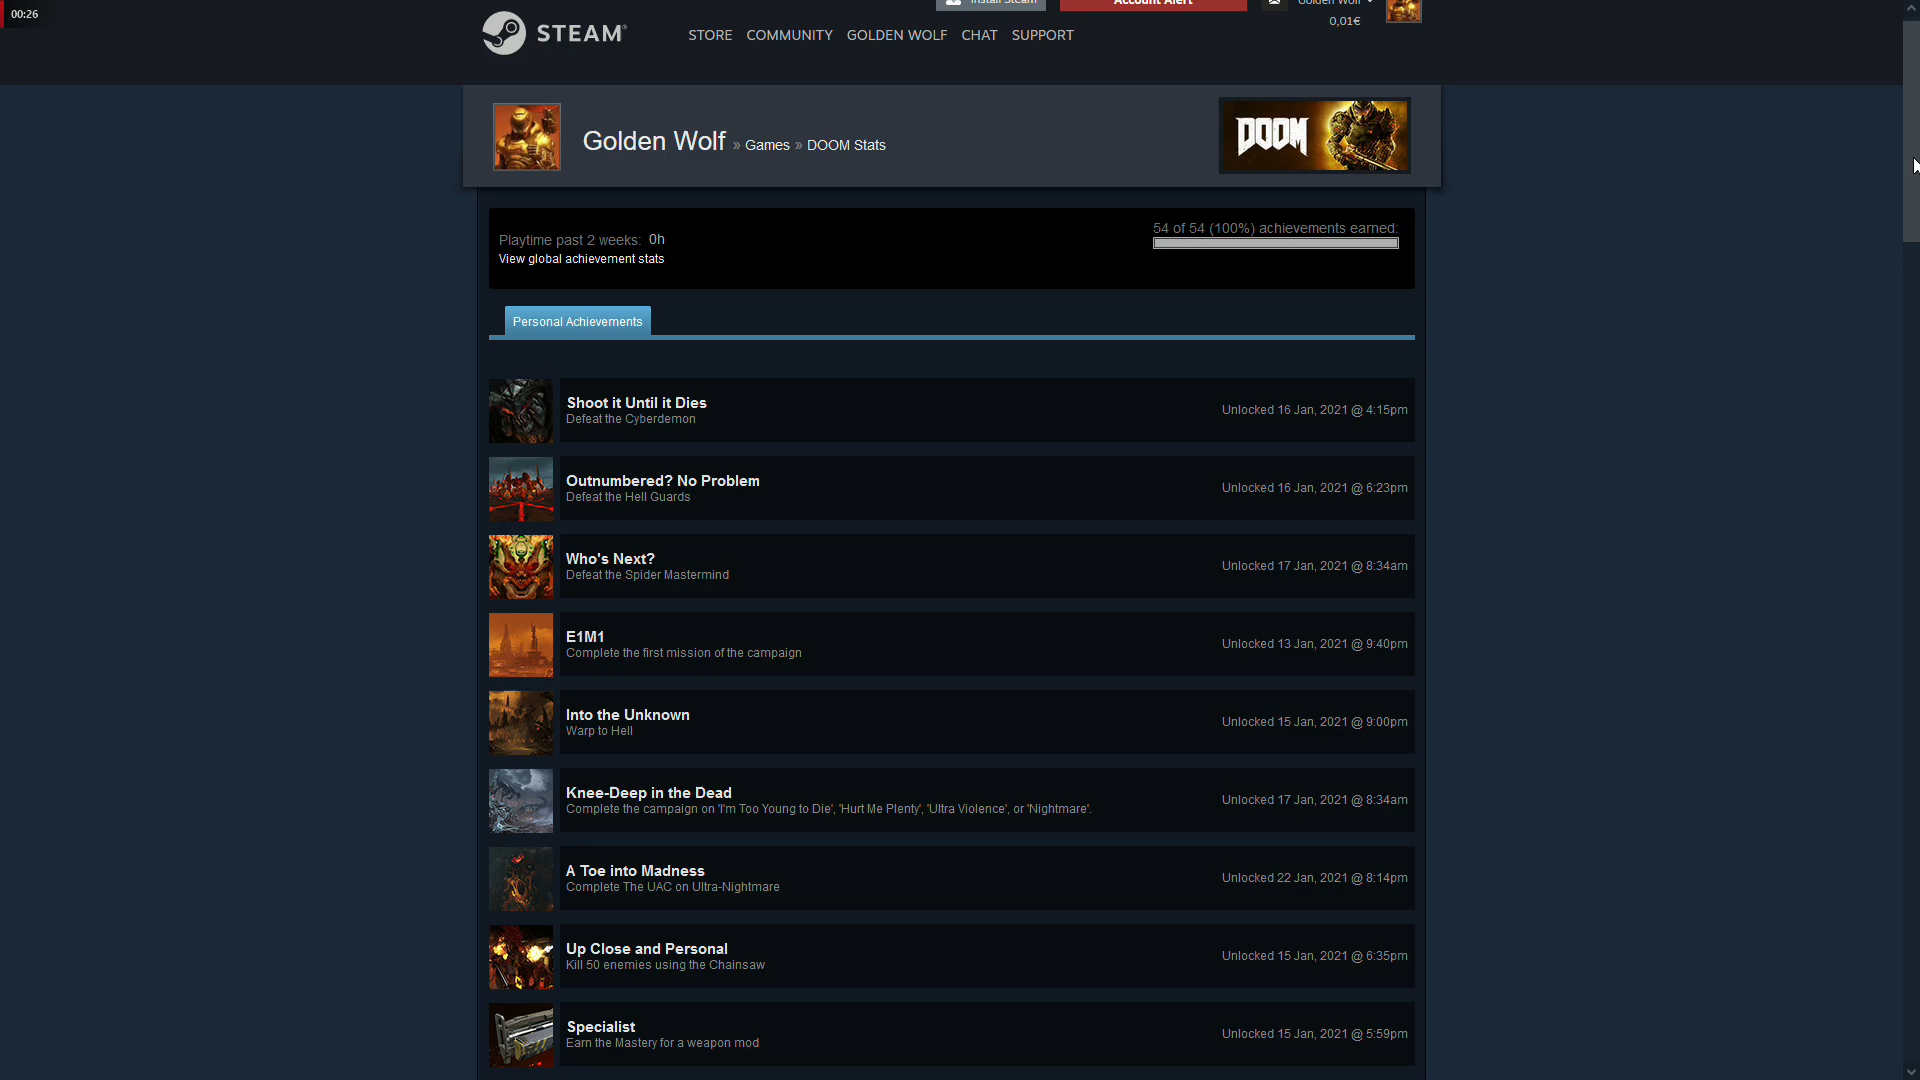 00:26
Install Steam
Account Alert
Golden Wolf
0,01€
STEAM
STORE COMMUNITY GOLDEN WOLF CHAT SUPPORT
Golden Wolf » Games » DOOM Stats
DOOM
Playtime past 2 weeks: 0h
View global achievement stats
54 of 54 (100%) achievements earned:
Personal Achievements
Shoot it Until it Dies
Defeat the Cyberdemon
Unlocked 16 Jan, 2021 @ 4:15pm
Outnumbered? No Problem
Defeat the Hell Guards
Unlocked 16 Jan, 2021 @ 6:23pm
Who's Next?
Defeat the Spider Mastermind
Unlocked 17 Jan, 2021 @ 8:34am
E1M1
Complete the first mission of the campaign
Unlocked 13 Jan, 2021 @ 9:40pm
Into the Unknown
Warp to Hell
Unlocked 15 Jan, 2021 @ 9:00pm
Knee-Deep in the Dead
Complete the campaign on 'I'm Too Young to Die', 'Hurt Me Plenty', 'Ultra Violence', or 'Nightmare'.
Unlocked 17 Jan, 2021 @ 8:34am
A Toe into Madness
Complete The UAC on Ultra-Nightmare
Unlocked 22 Jan, 2021 @ 8:14pm
Up Close and Personal
Kill 50 enemies using the Chainsaw
Unlocked 15 Jan, 2021 @ 6:35pm
Specialist
Earn the Mastery for a weapon mod
Unlocked 15 Jan, 2021 @ 5:59pm